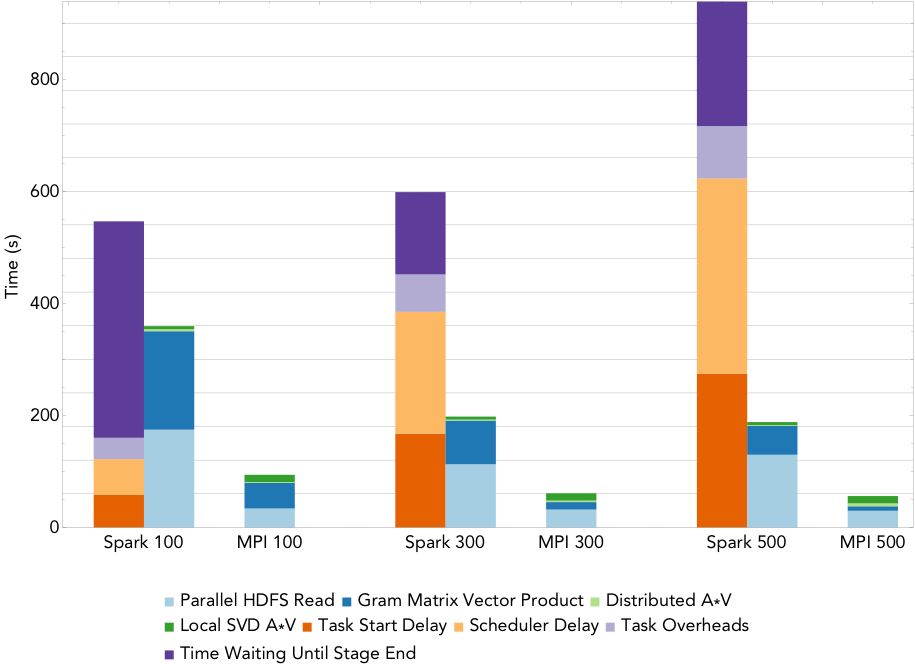 800
600
400
200
0
Time (s)
Spark 100 MPI 100 Spark 300 MPI 300 Spark 500 MPI 500
Parallel HDFS Read Gram Matrix Vector Product Distributed A*V
Local SVD A*V Task Start Delay Scheduler Delay Task Overheads
Time Waiting Until Stage End